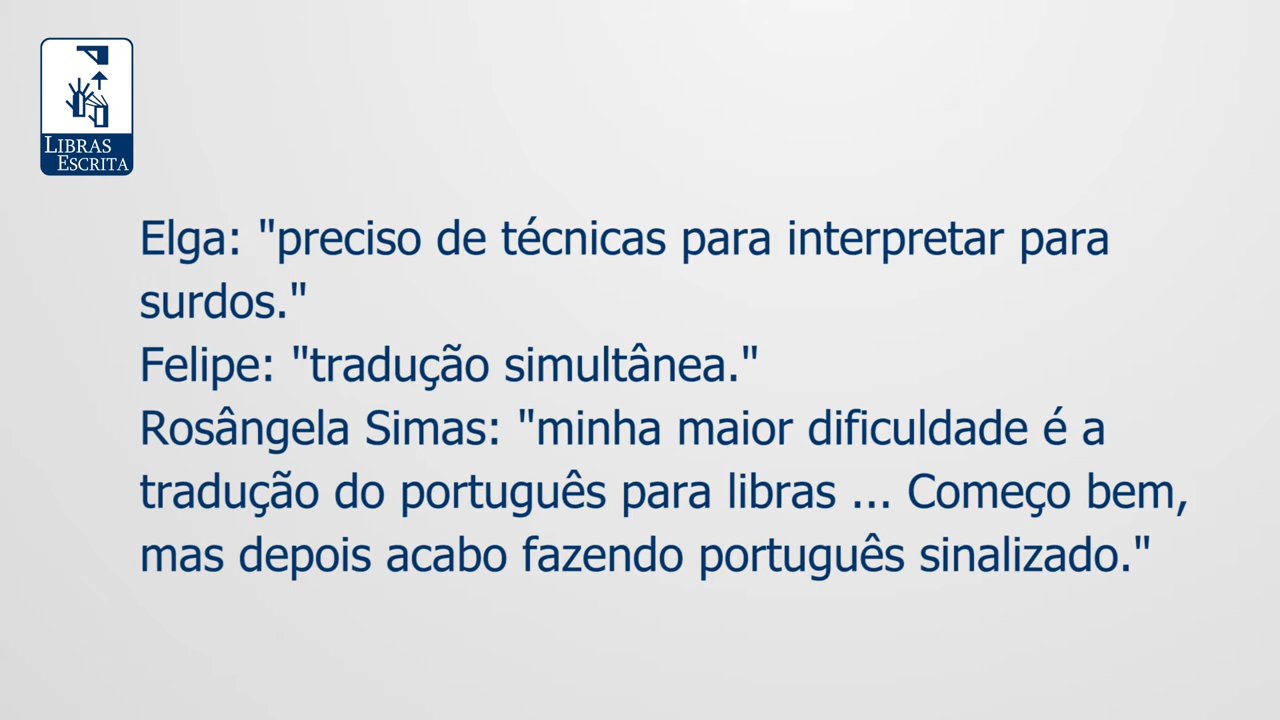 LIBRAS
ESCRITA
Elga: "preciso de técnicas para interpretar para
surdos."
Felipe: "tradução simultânea."
Rosângela Simas: "minha maior dificuldade é a
tradução do português para libras ... Começo bem,
mas depois acabo fazendo português sinalizado."